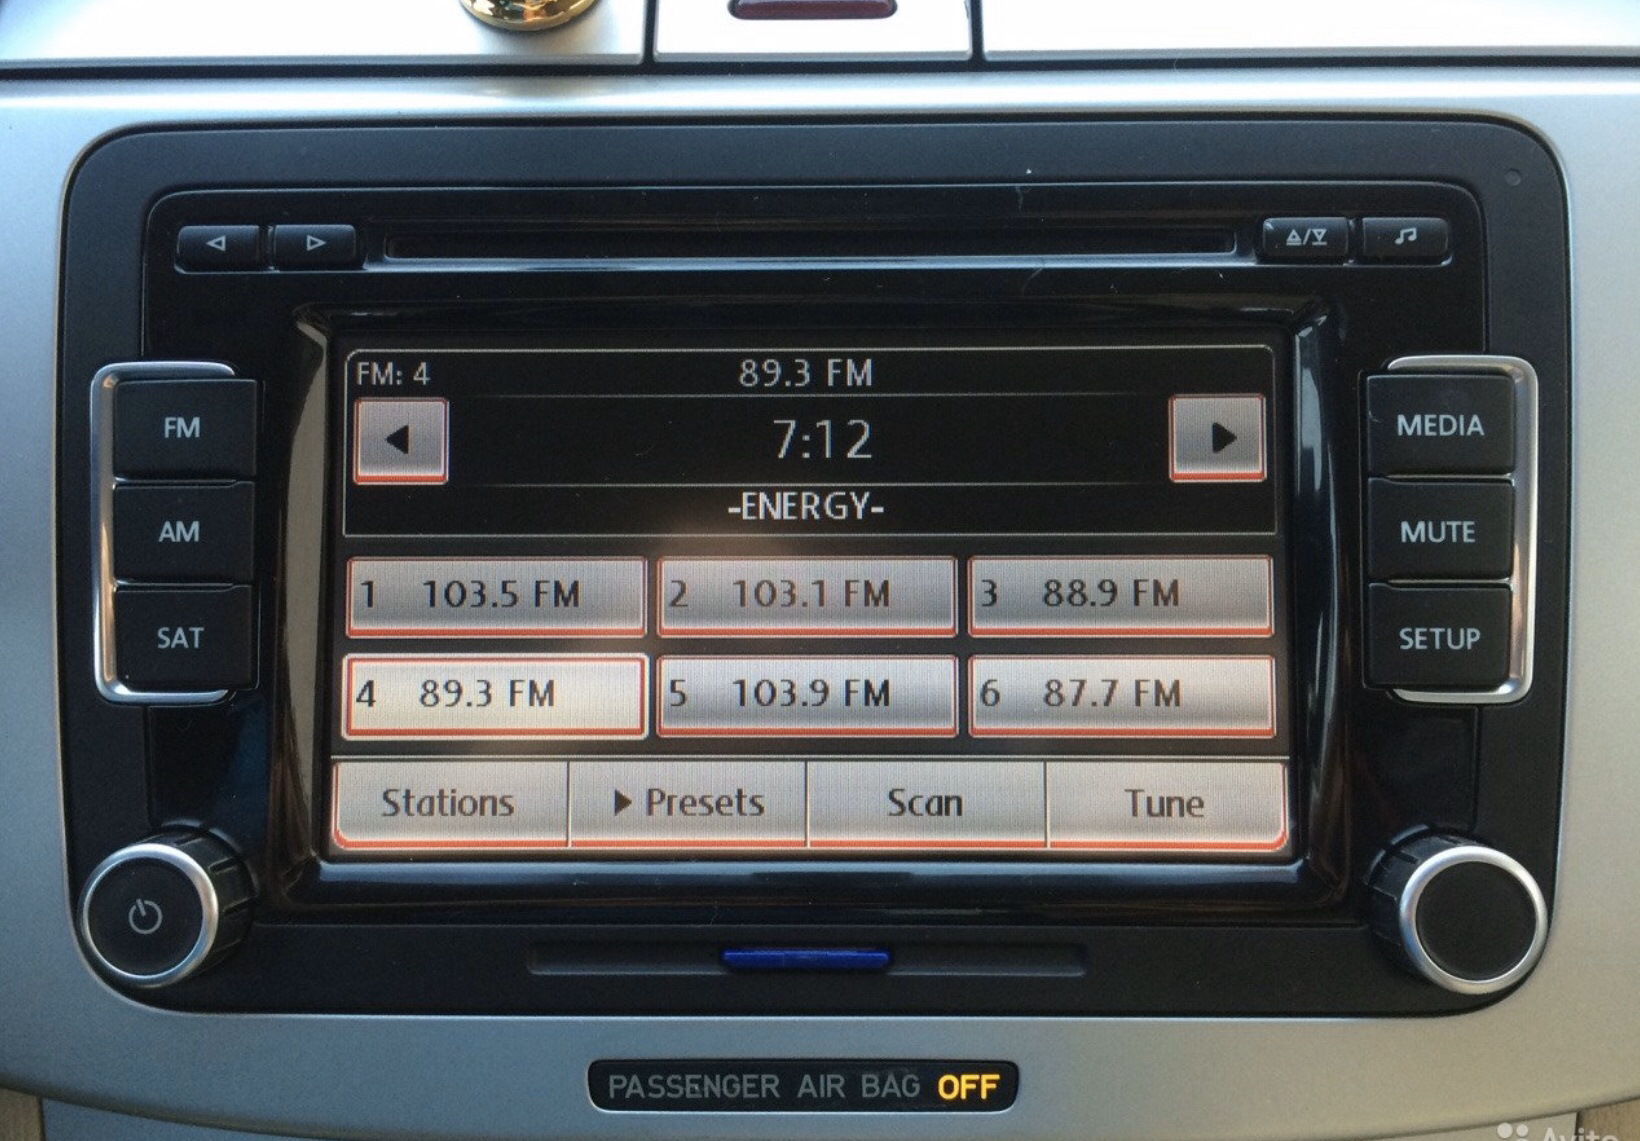 FM: 4 89.3 FM
7:12
-ENERGY-
FM
AM
SAT
MEDIA
MUTE
SETUP
1 103.5 FM
2 103.1 FM
3 88.9 FM
4 89.3 FM
5 103.9 FM
6 87.7 FM
Stations
Presets
Scan
Tune
PASSENGER AIR BAG OFF
Avito